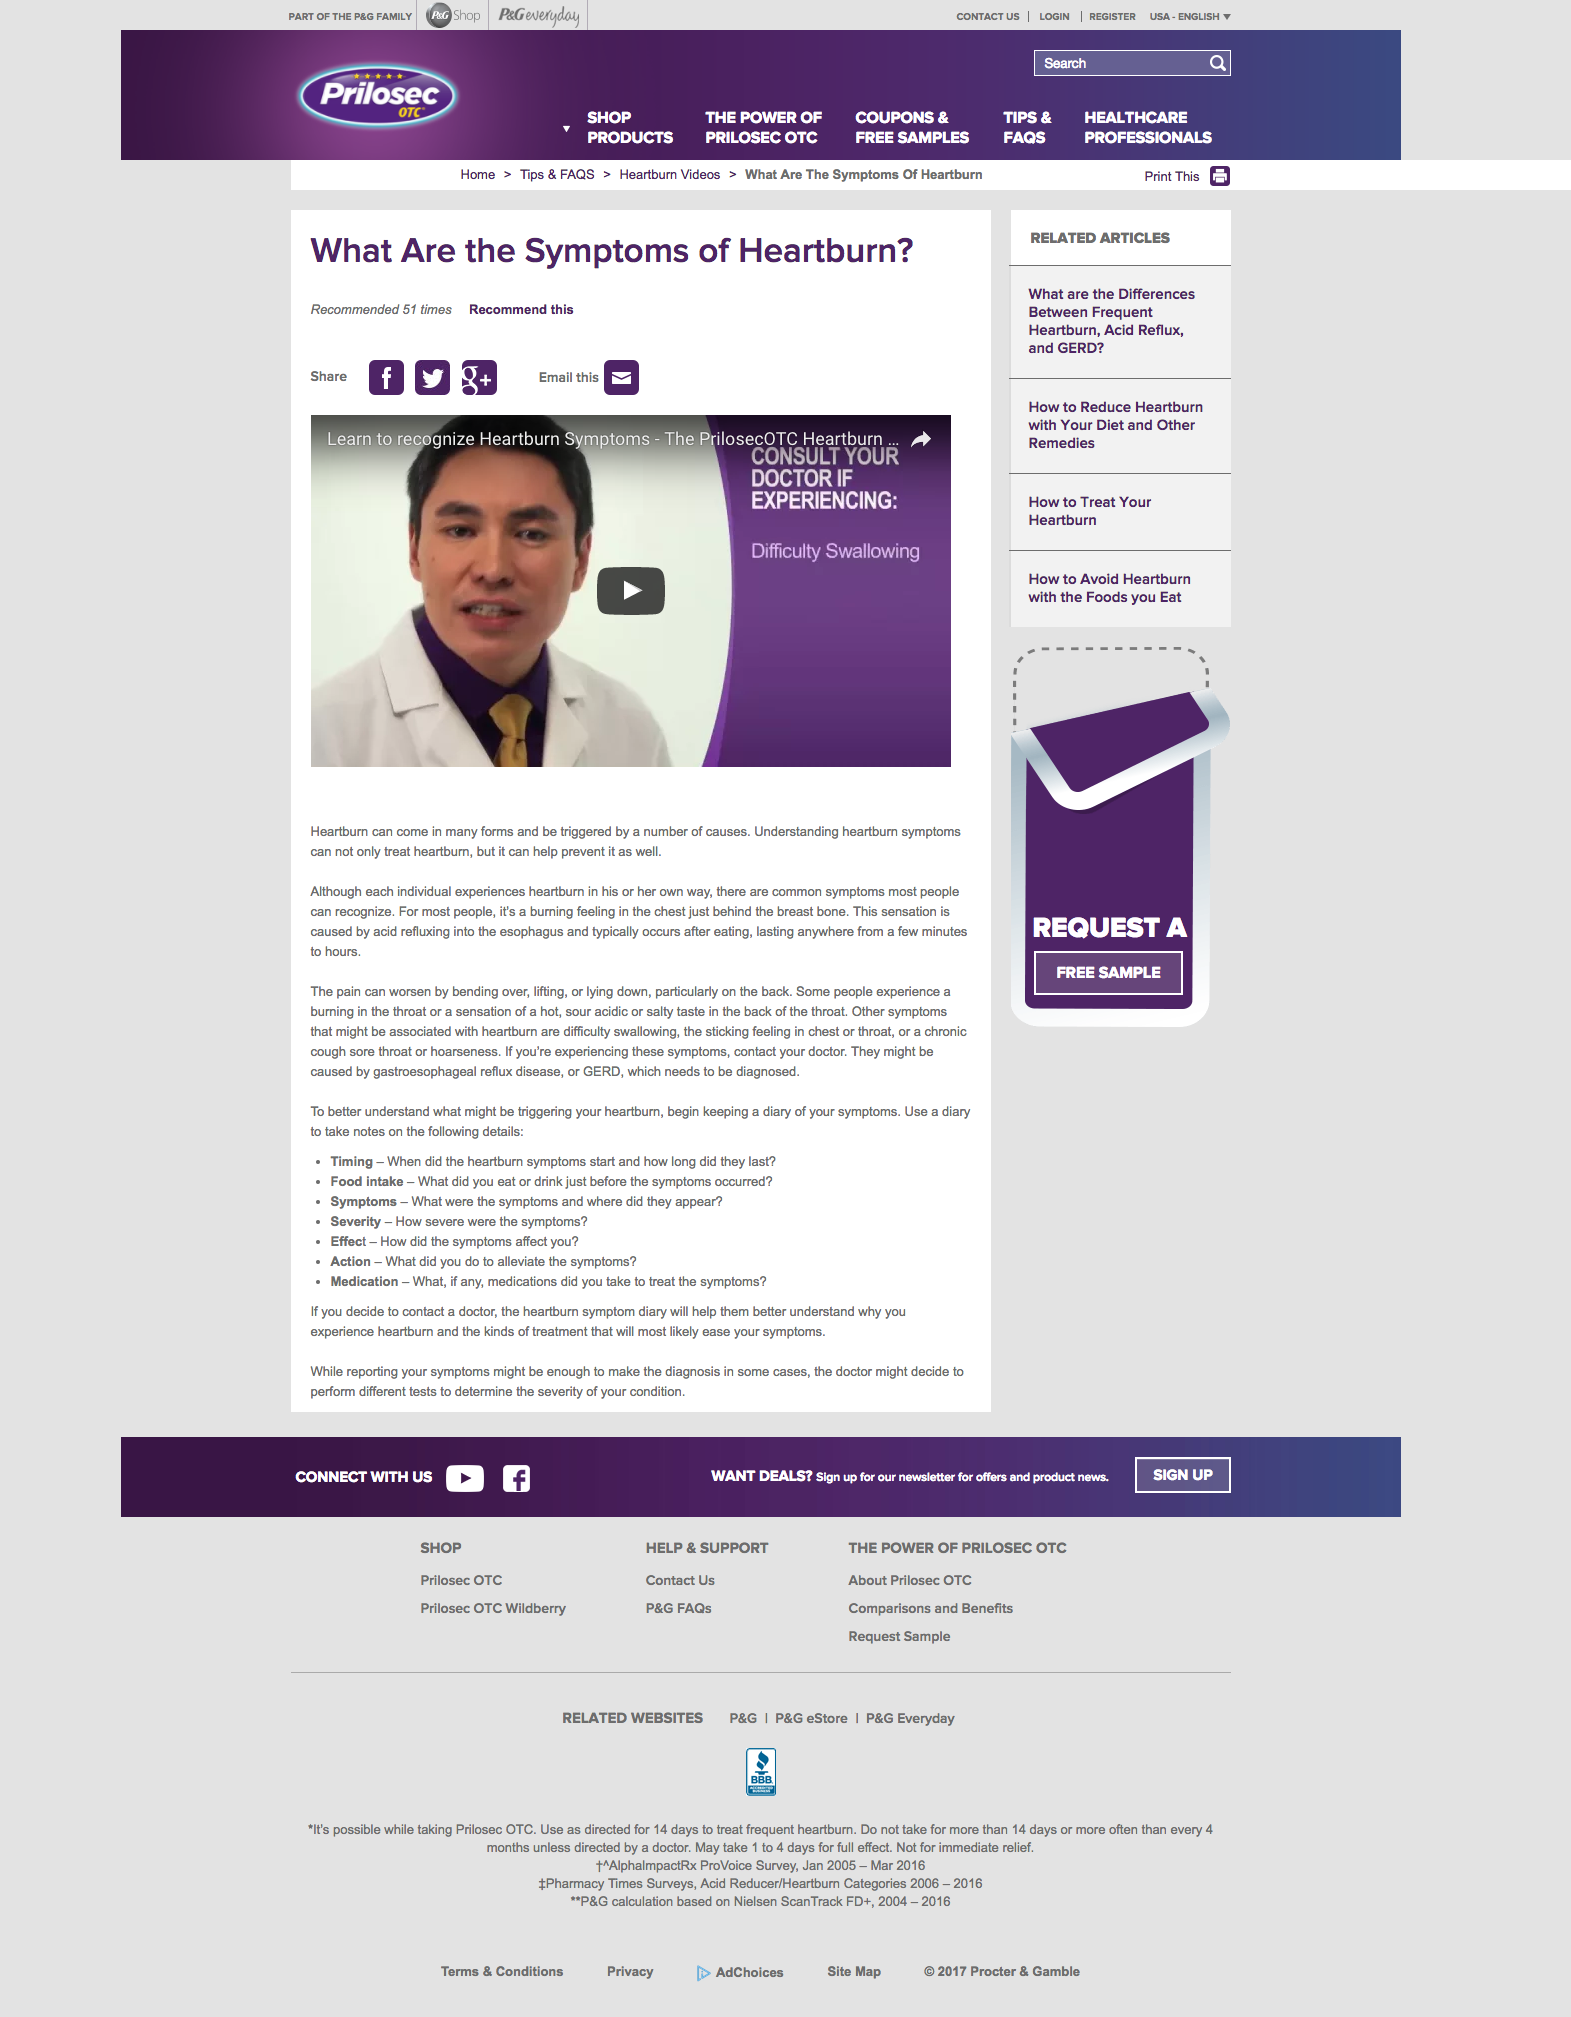 PART OF THE P&G FAMILY
P&G Shop
P&G everyday
CONTACT US | LOGIN | REGISTER USA - ENGLISH
Prilosec
OTC
Search
SHOP
PRODUCTS
THE POWER OF
PRILOSEC OTC
COUPONS &
FREE SAMPLES
TIPS &
FAQS
HEALTHCARE
PROFESSIONALS
Home > Tips & FAQS > Heartburn Videos > What Are The Symptoms Of Heartburn
Print This
What Are the Symptoms of Heartburn?
Recommended 51 times Recommend this
Share
Email this
Learn to recognize Heartburn Symptoms - The PrilosecOTC Heartburn ...
CONSULT YOUR
DOCTOR IF
EXPERIENCING:
Difficulty Swallowing
Heartburn can come in many forms and be triggered by a number of causes. Understanding heartburn symptoms
can not only treat heartburn, but it can help prevent it as well.
Although each individual experiences heartburn in his or her own way, there are common symptoms most people
can recognize. For most people, it's a burning feeling in the chest just behind the breast bone. This sensation is
caused by acid refluxing into the esophagus and typically occurs after eating, lasting anywhere from a few minutes
to hours.
The pain can worsen by bending over, lifting, or lying down, particularly on the back. Some people experience a
burning in the throat or a sensation of a hot, sour acidic or salty taste in the back of the throat. Other symptoms
that might be associated with heartburn are difficulty swallowing, the sticking feeling in chest or throat, or a chronic
cough sore throat or hoarseness. If you're experiencing these symptoms, contact your doctor. They might be
caused by gastroesophageal reflux disease, or GERD, which needs to be diagnosed.
To better understand what might be triggering your heartburn, begin keeping a diary of your symptoms. Use a diary
to take notes on the following details:
• Timing – When did the heartburn symptoms start and how long did they last?
• Food intake – What did you eat or drink just before the symptoms occurred?
• Symptoms – What were the symptoms and where did they appear?
• Severity – How severe were the symptoms?
• Effect – How did the symptoms affect you?
• Action – What did you do to alleviate the symptoms?
• Medication – What, if any, medications did you take to treat the symptoms?
If you decide to contact a doctor, the heartburn symptom diary will help them better understand why you
experience heartburn and the kinds of treatment that will most likely ease your symptoms.
While reporting your symptoms might be enough to make the diagnosis in some cases, the doctor might decide to
perform different tests to determine the severity of your condition.
RELATED ARTICLES
What are the Differences
Between Frequent
Heartburn, Acid Reflux,
and GERD?
How to Reduce Heartburn
with Your Diet and Other
Remedies
How to Treat Your
Heartburn
How to Avoid Heartburn
with the Foods you Eat
REQUEST A
FREE SAMPLE
CONNECT WITH US
WANT DEALS? Sign up for our newsletter for offers and product news.
SIGN UP
SHOP
Prilosec OTC
Prilosec OTC Wildberry
HELP & SUPPORT
Contact Us
P&G FAQs
THE POWER OF PRILOSEC OTC
About Prilosec OTC
Comparisons and Benefits
Request Sample
RELATED WEBSITES P&G | P&G eStore | P&G Everyday
BBB
ACCREDITED
BUSINESS
*It's possible while taking Prilosec OTC. Use as directed for 14 days to treat frequent heartburn. Do not take for more than 14 days or more often than every 4
months unless directed by a doctor. May take 1 to 4 days for full effect. Not for immediate relief.
†^AlphaImpactRx ProVoice Survey, Jan 2005 – Mar 2016
‡Pharmacy Times Surveys, Acid Reducer/Heartburn Categories 2006 – 2016
**P&G calculation based on Nielsen ScanTrack FD+, 2004 – 2016
Terms & Conditions Privacy AdChoices Site Map © 2017 Procter & Gamble